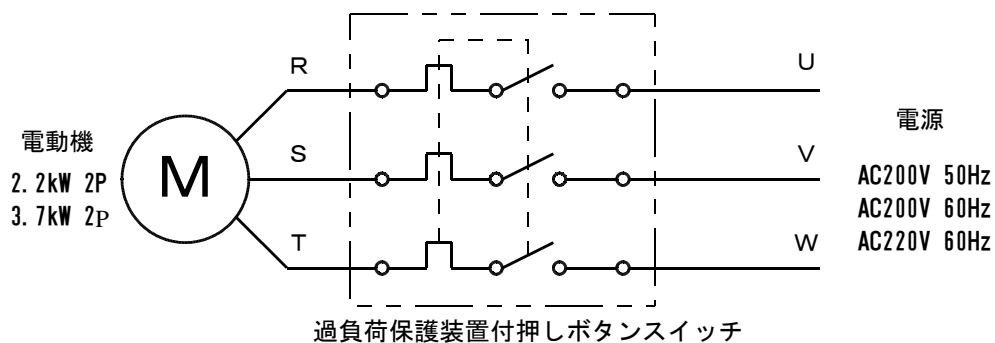 R
U
S
V
T
W
電動機
2.2kW 2P
3.7kW 2P
M
電源
AC200V 50Hz
AC200V 60Hz
AC220V 60Hz
過負荷保護装置付押しボタンスイッチ